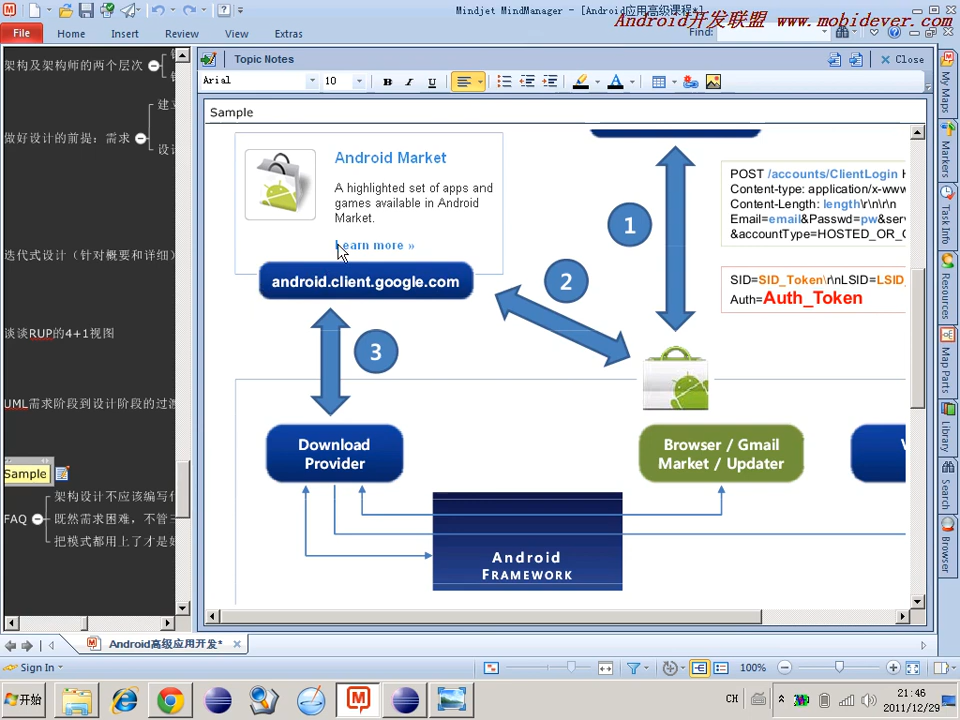 Mindjet MindManager - [Android应用高级课程*]
Android开发联盟 www.mobidever.com
File Home Insert Review View Extras Find:
架构及架构师的两个层次
建立
做好设计的前提：需求
设计
迭代式设计（针对概要和详细）
谈谈RUP的4+1视图
UML需求阶段到设计阶段的过渡
Sample
架构设计不应该编写代
FAQ 既然需求困难，不管三
把模式都用上了才是好
Topic Notes Close
Arial 10 B I U
Sample
Android Market
A highlighted set of apps and
games available in Android
Market.
Learn more »
android.client.google.com
1
2
3
POST /accounts/ClientLogin H
Content-type: application/x-www
Content-Length: length\r\n\r\n
Email=email&Passwd=pw&serv
&accountType=HOSTED_OR_G
SID=SID_Token\r\nLSID=LSID_
Auth=Auth_Token
Download
Provider
Browser / Gmail
Market / Updater
Android
FRAMEWORK
My Maps
Markers
Task Info
Resources
Map Parts
Library
Search
Browser
Android高级应用开发*
Sign In 100%
开始 CH 21:46
2011/12/29